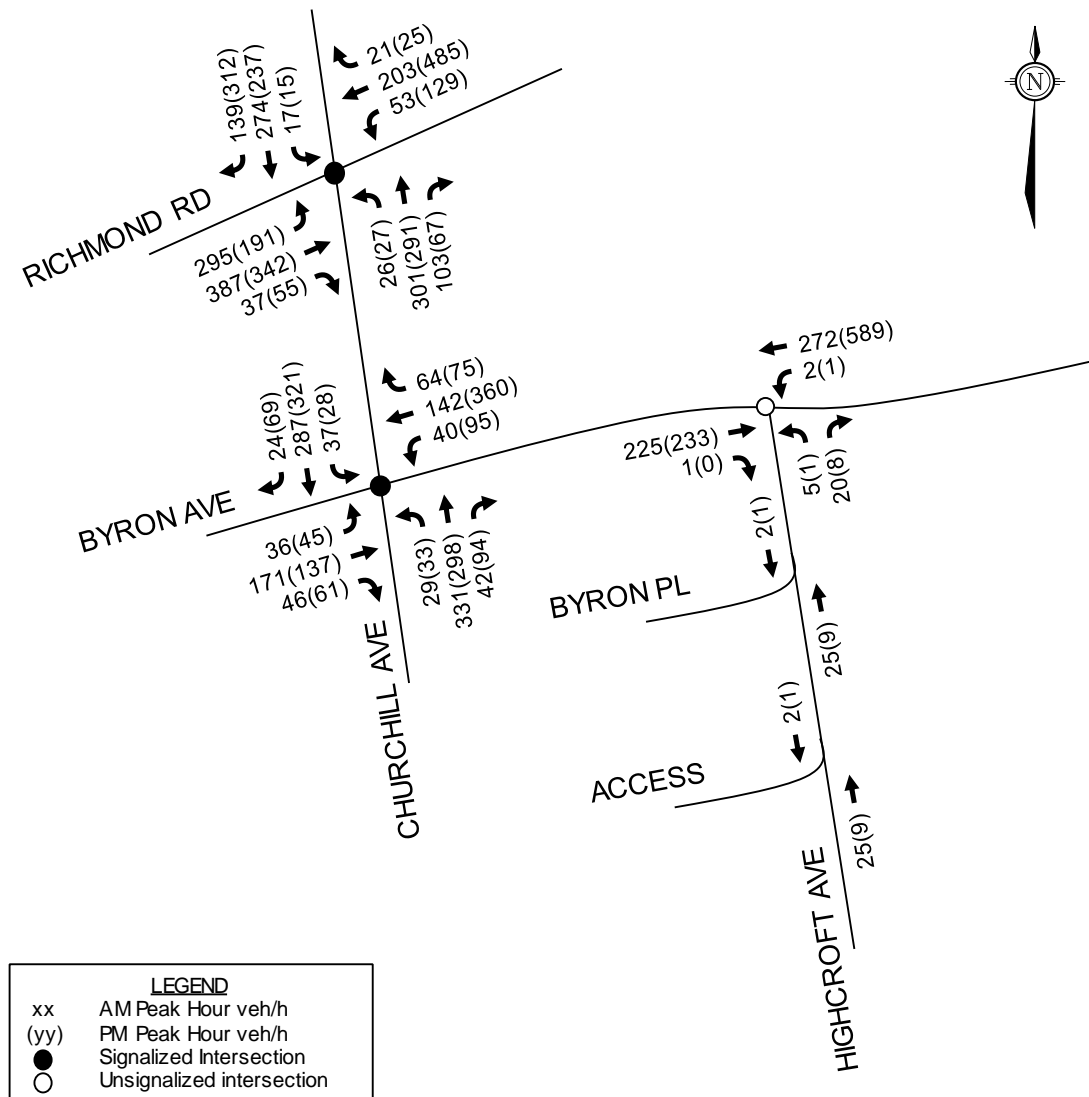 N
21(25)
203(485)
53(129)
139(312)
274(237)
17(15)
RICHMOND RD
295(191)
387(342)
37(55)
26(27)
301(291)
103(67)
64(75)
142(360)
40(95)
24(69)
287(321)
37(28)
BYRON AVE
36(45)
171(137)
46(61)
29(33)
331(298)
42(94)
CHURCHILL AVE
272(589)
2(1)
225(233)
1(0)
5(1)
20(8)
2(1)
BYRON PL
25(9)
2(1)
ACCESS
25(9)
HIGHCROFT AVE
LEGEND
xx AM Peak Hour veh/h
(yy) PM Peak Hour veh/h
Signalized Intersection
Unsignalized intersection